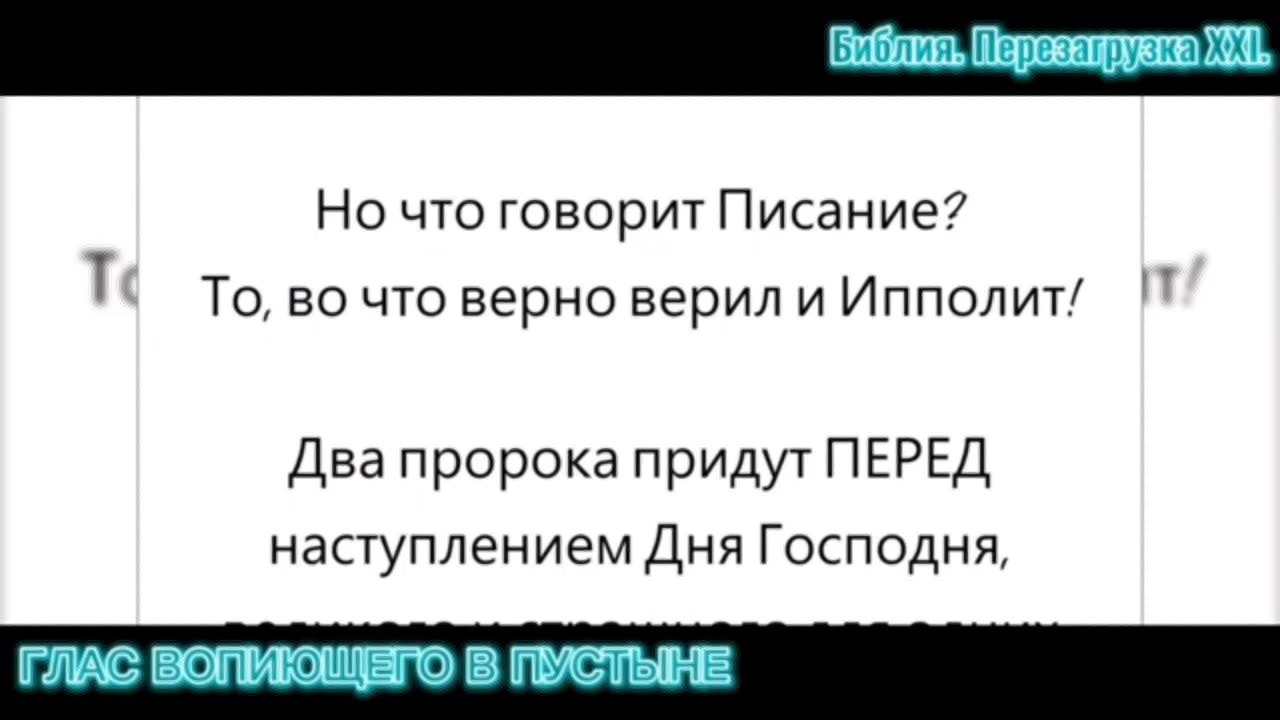 Библия. Перезагрузка XXI.
Но что говорит Писание?
То, во что верно верил и Ипполит!
Два пророка придут ПЕРЕД
наступлением Дня Господня,
ГЛАС ВОПИЮЩЕГО В ПУСТЫНЕ